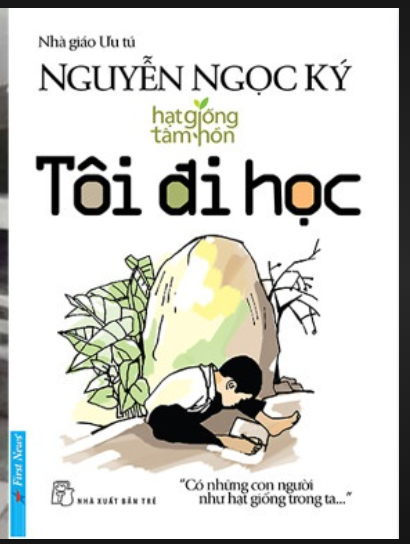 Nhà giáo Ưu tú
NGUYỄN NGỌC KÝ
hạt giống
tâm hồn
Tôi đi học
"Có những con người
như hạt giống trong ta..."
NHÀ XUẤT BẢN TRẺ
First News